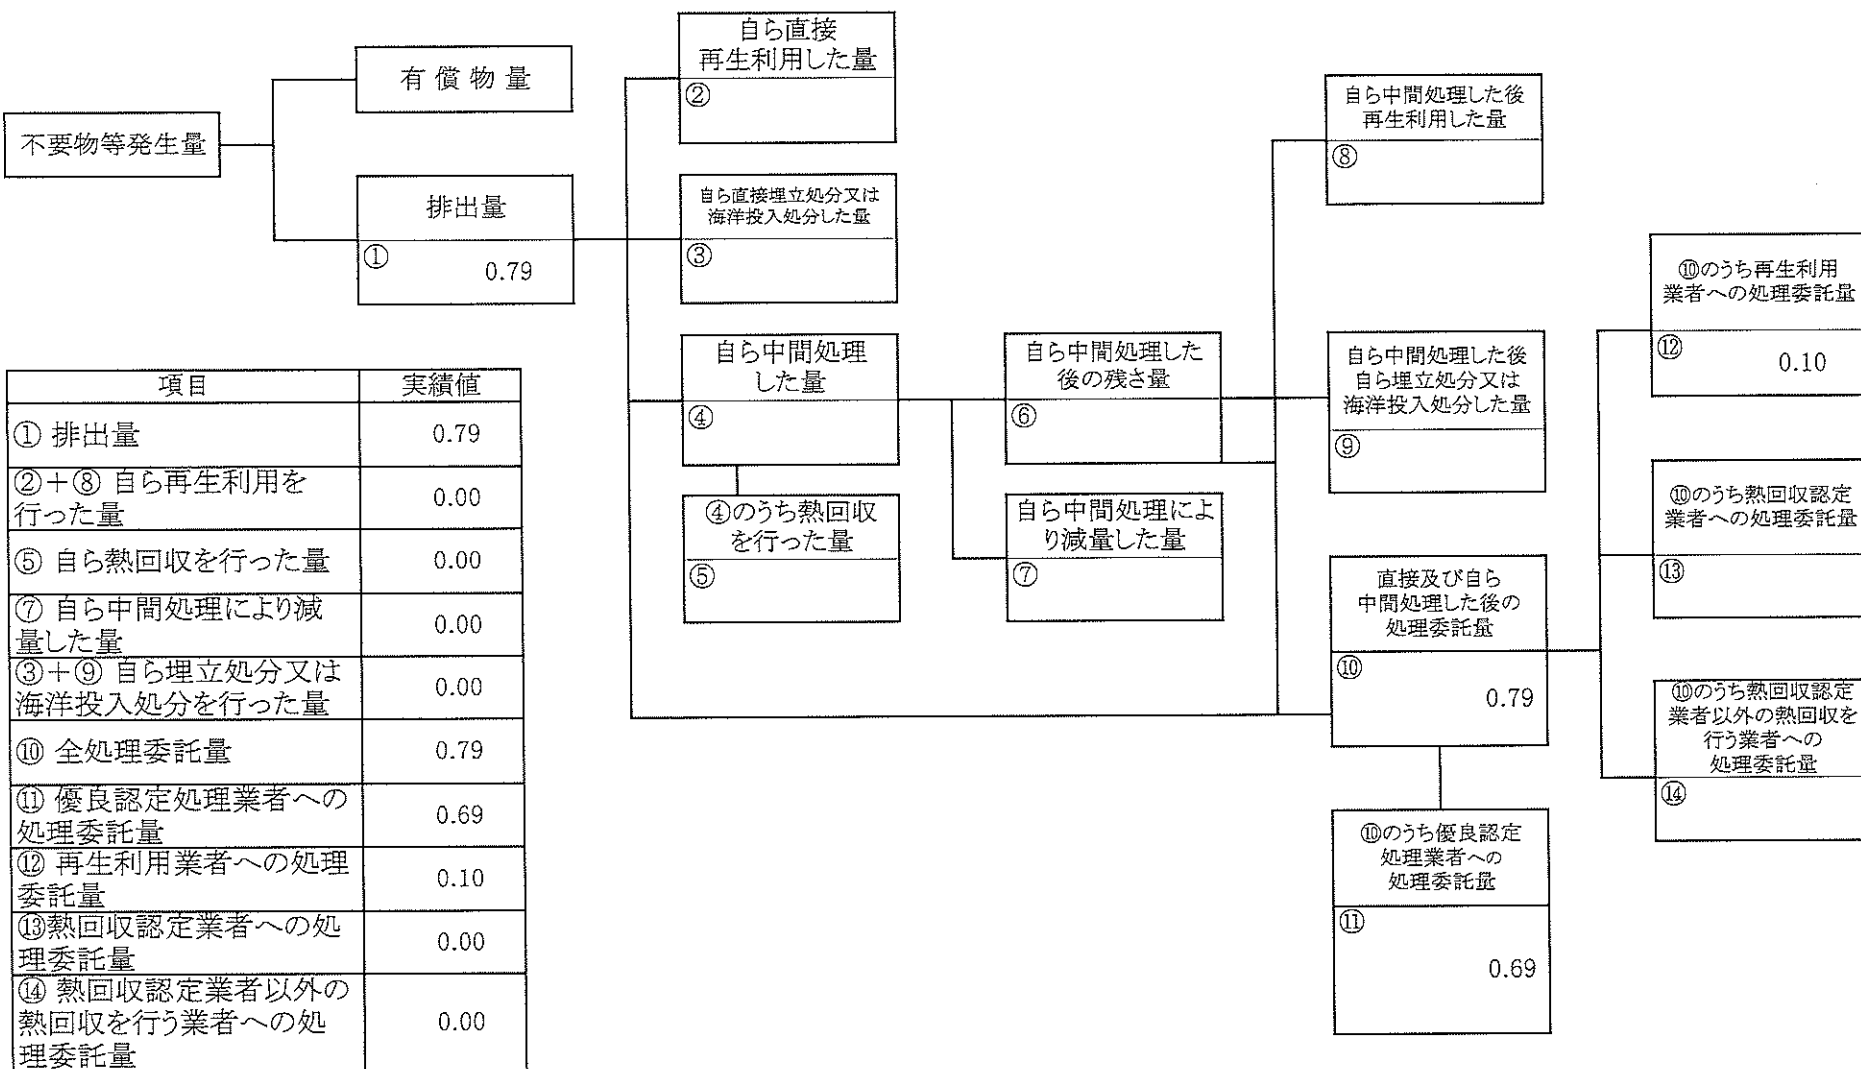 不要物等発生量
有償物量
排出量
①
0.79
自ら直接
再生利用した量
②
自ら直接埋立処分又は
海洋投入処分した量
③
自ら中間処理
した量
④
④のうち熱回収
を行った量
⑤
自ら中間処理した
後の残さ量
⑥
自ら中間処理によ
り減量した量
⑦
自ら中間処理した後
再生利用した量
⑧
自ら中間処理した後
自ら埋立処分又は
海洋投入処分した量
⑨
直接及び自ら
中間処理した後の
処理委託量
⑩
0.79
⑩のうち優良認定
処理業者への
処理委託量
⑪
0.69
⑩のうち再生利用
業者への処理委託量
⑫
0.10
⑩のうち熱回収認定
業者への処理委託量
⑬
⑩のうち熱回収認定
業者以外の熱回収を
行う業者への
処理委託量
⑭
項目 実績値
① 排出量 0.79
②+⑧ 自ら再生利用を
行った量 0.00
⑤ 自ら熱回収を行った量 0.00
⑦ 自ら中間処理により減
量した量 0.00
③+⑨ 自ら埋立処分又は
海洋投入処分を行った量 0.00
⑩ 全処理委託量 0.79
⑪ 優良認定処理業者への
処理委託量 0.69
⑫ 再生利用業者への処理
委託量 0.10
⑬熱回収認定業者への処
理委託量 0.00
⑭ 熱回収認定業者以外の
熱回収を行う業者への処
理委託量 0.00